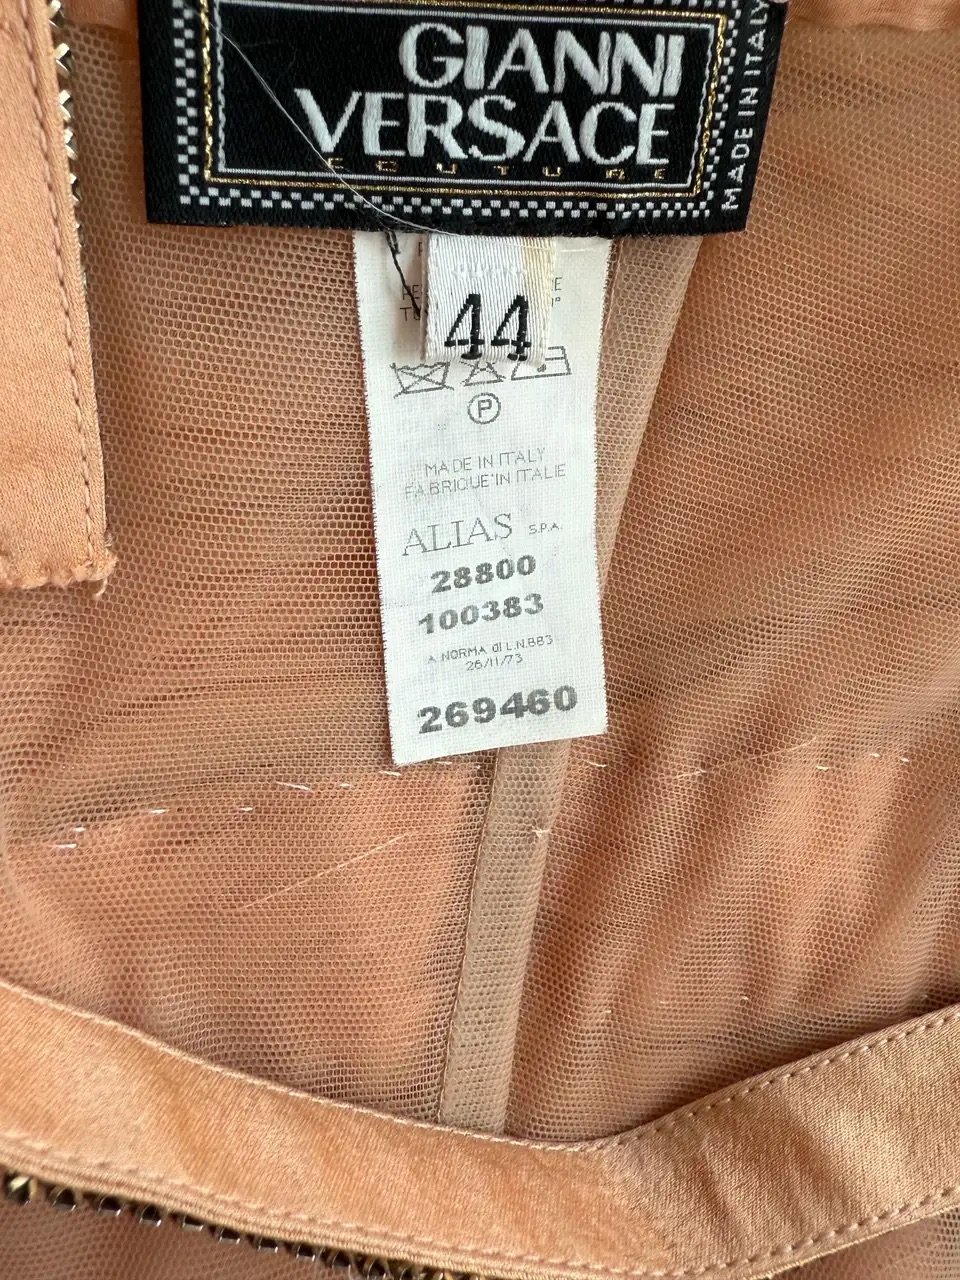 GIANNI
VERSACE
COUTURE
MADE IN ITALY
44
P
MADE IN ITALY
FABRIQUE'IN ITALIE
ALIAS S.P.A.
28800
100383
A NORMA di L.N.883
26/11/73
269460